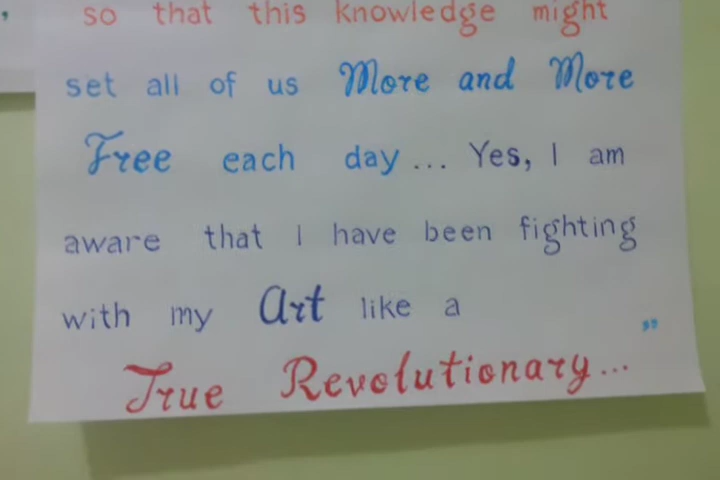 ,
so that this knowledge might
set all of us More and More
Free each day... Yes, I am
aware that I have been fighting
with my Art like a
True Revolutionary... ”